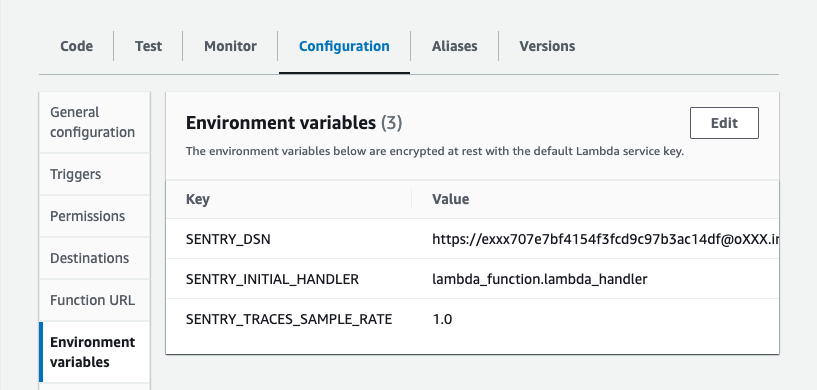 Code Test Monitor Configuration Aliases Versions
General
configuration
Triggers
Permissions
Destinations
Function URL
Environment
variables
Environment variables (3)
Edit
The environment variables below are encrypted at rest with the default Lambda service key.
Key Value
SENTRY_DSN https://exxx707e7bf4154f3fcd9c97b3ac14df@oXXX.in
SENTRY_INITIAL_HANDLER lambda_function.lambda_handler
SENTRY_TRACES_SAMPLE_RATE 1.0